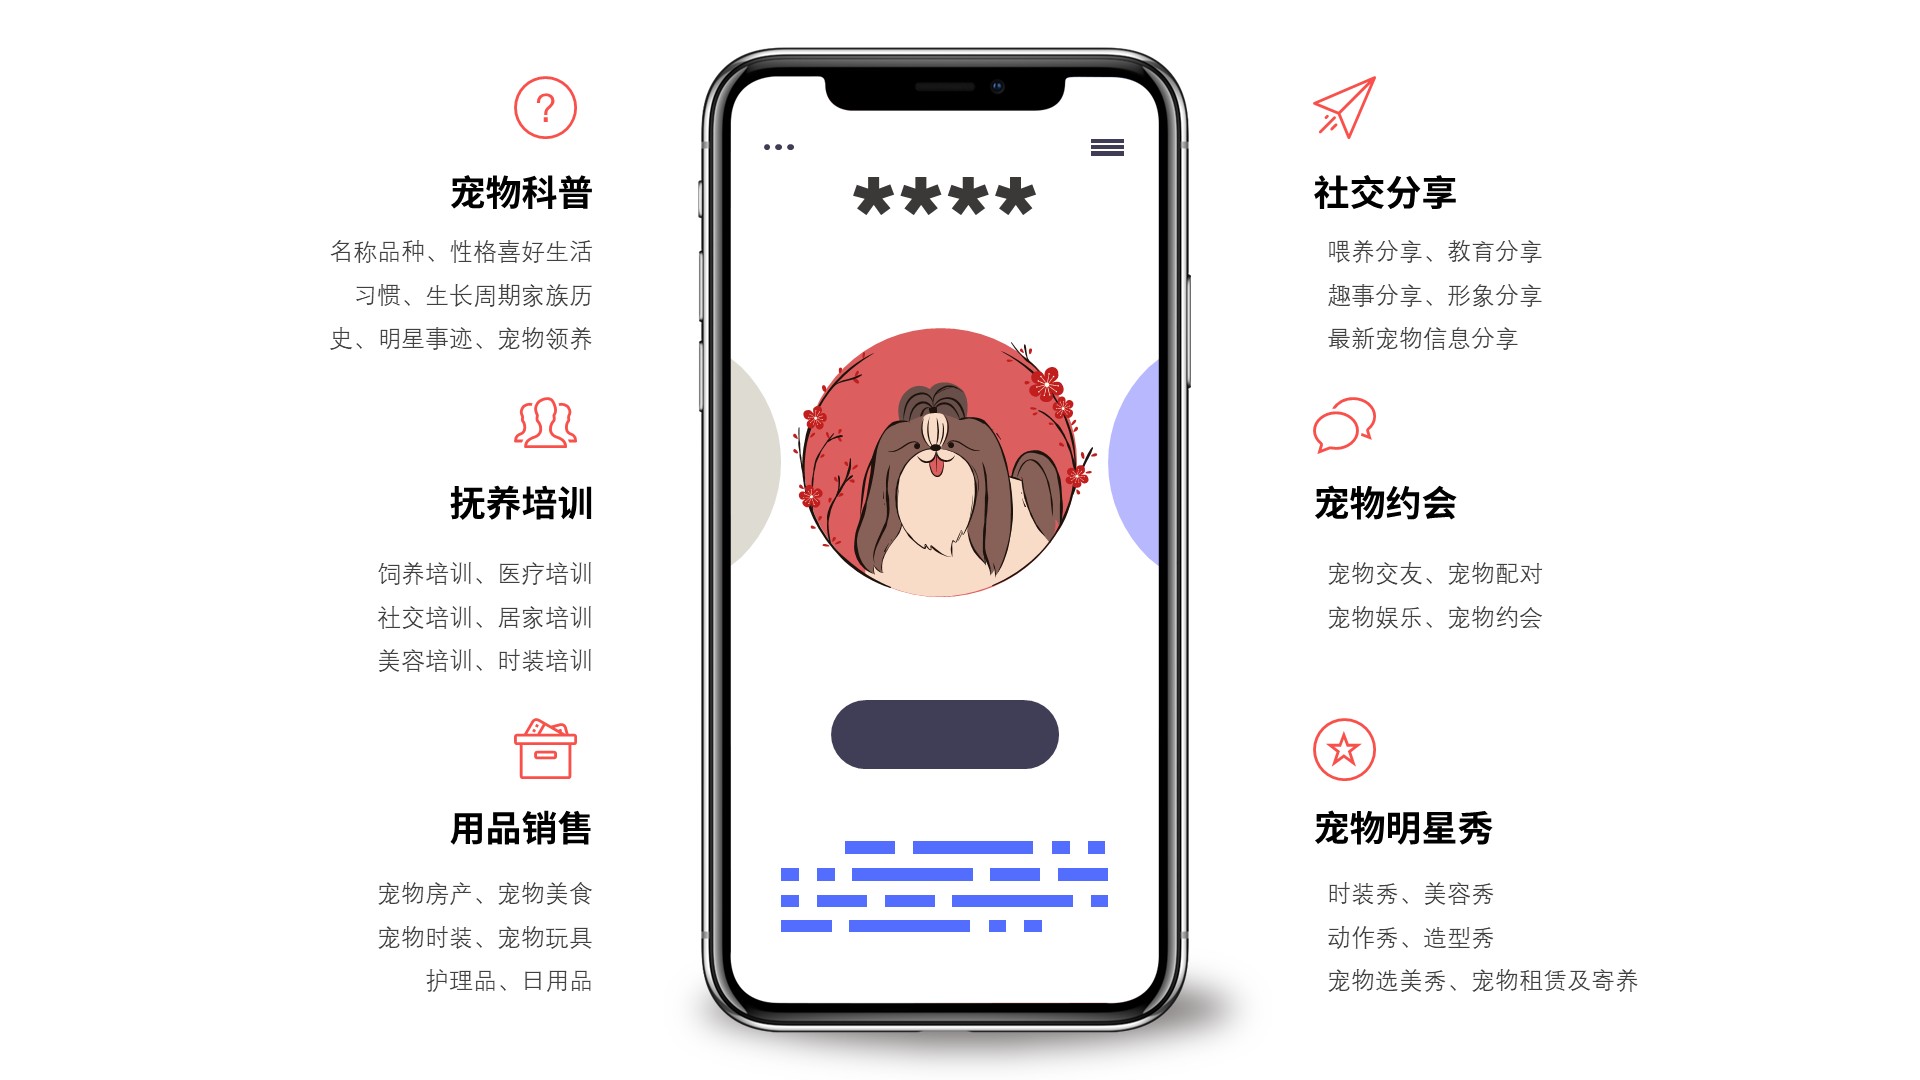 宠物科普
名称品种、性格喜好生活
习惯、生长周期家族历
史、明星事迹、宠物领养
抚养培训
饲养培训、医疗培训
社交培训、居家培训
美容培训、时装培训
用品销售
宠物房产、宠物美食
宠物时装、宠物玩具
护理品、日用品
****
社交分享
喂养分享、教育分享
趣事分享、形象分享
最新宠物信息分享
宠物约会
宠物交友、宠物配对
宠物娱乐、宠物约会
宠物明星秀
时装秀、美容秀
动作秀、造型秀
宠物选美秀、宠物租赁及寄养